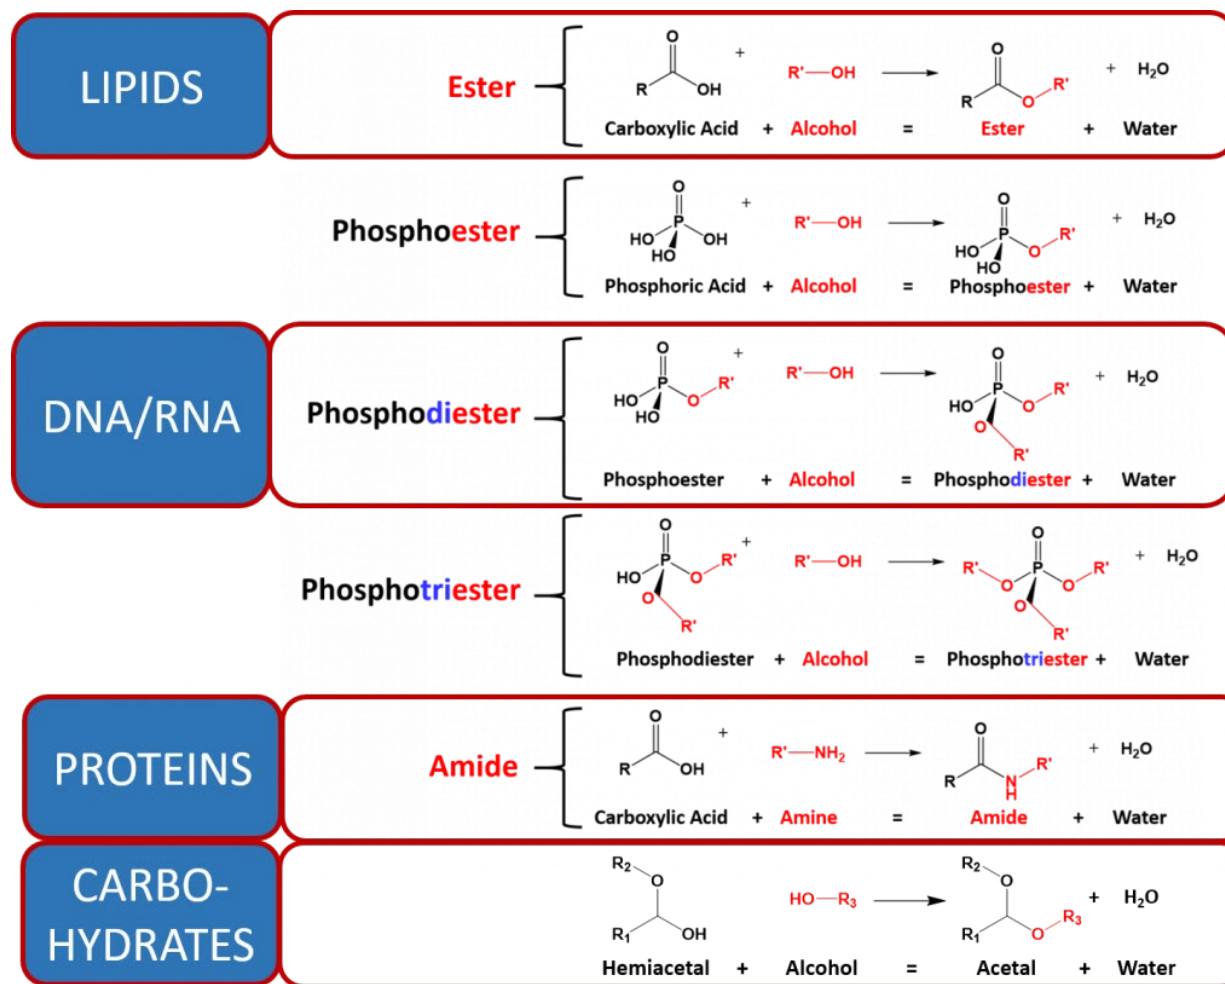 LIPIDS
Ester
O
R
OH
+
R'—OH
O
R
O
R'
+ H₂O
Carboxylic Acid + Alcohol = Ester + Water
Phosphoester
O
HO
P
OH
HO
+
R'—OH
O
HO
P
O
R'
HO
+ H₂O
Phosphoric Acid + Alcohol = Phosphoester + Water
DNA/RNA
Phosphodiester
O
HO
P
O
R'
HO
+
R'—OH
O
HO
P
O
R'
O
R'
+ H₂O
Phosphoester + Alcohol = Phosphodiester + Water
Phosphotriester
O
HO
P
O
R'
O
R'
+
R'—OH
O
R'
O
P
O
R'
O
R'
+ H₂O
Phosphodiester + Alcohol = Phosphotriester + Water
PROTEINS
Amide
O
R
OH
+
R'—NH₂
O
R
N
H
R'
+ H₂O
Carboxylic Acid + Amine = Amide + Water
CARBO-
HYDRATES
R₂
O
R₁
OH
HO—R₃
R₂
O
R₁
O
R₃
+ H₂O
Hemiacetal + Alcohol = Acetal + Water